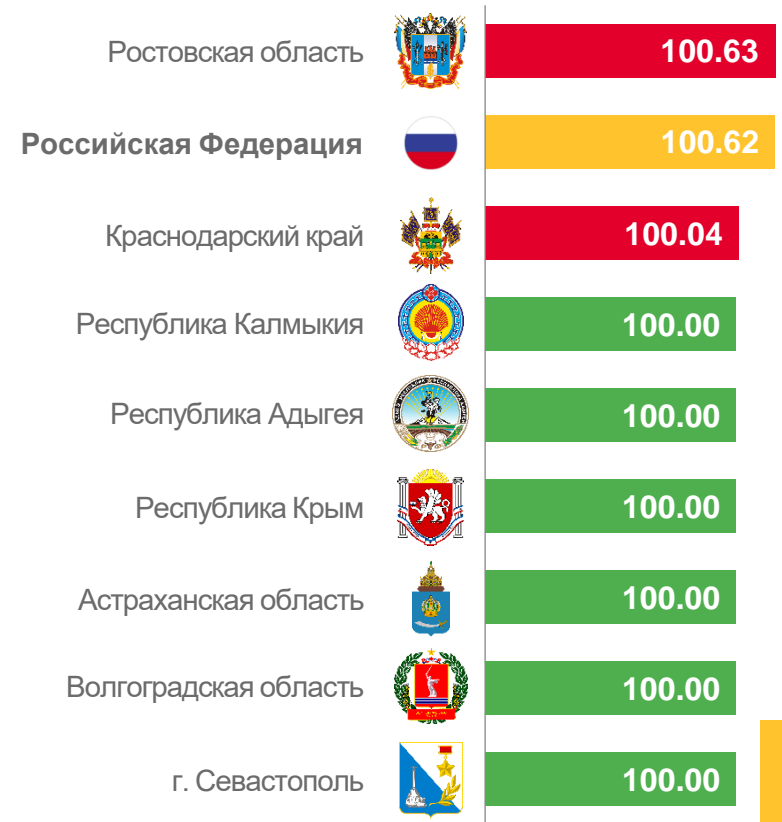 Ростовская область 100.63
Российская Федерация 100.62
Краснодарский край 100.04
Республика Калмыкия 100.00
Республика Адыгея 100.00
Республика Крым 100.00
Астраханская область 100.00
Волгоградская область 100.00
г. Севастополь 100.00